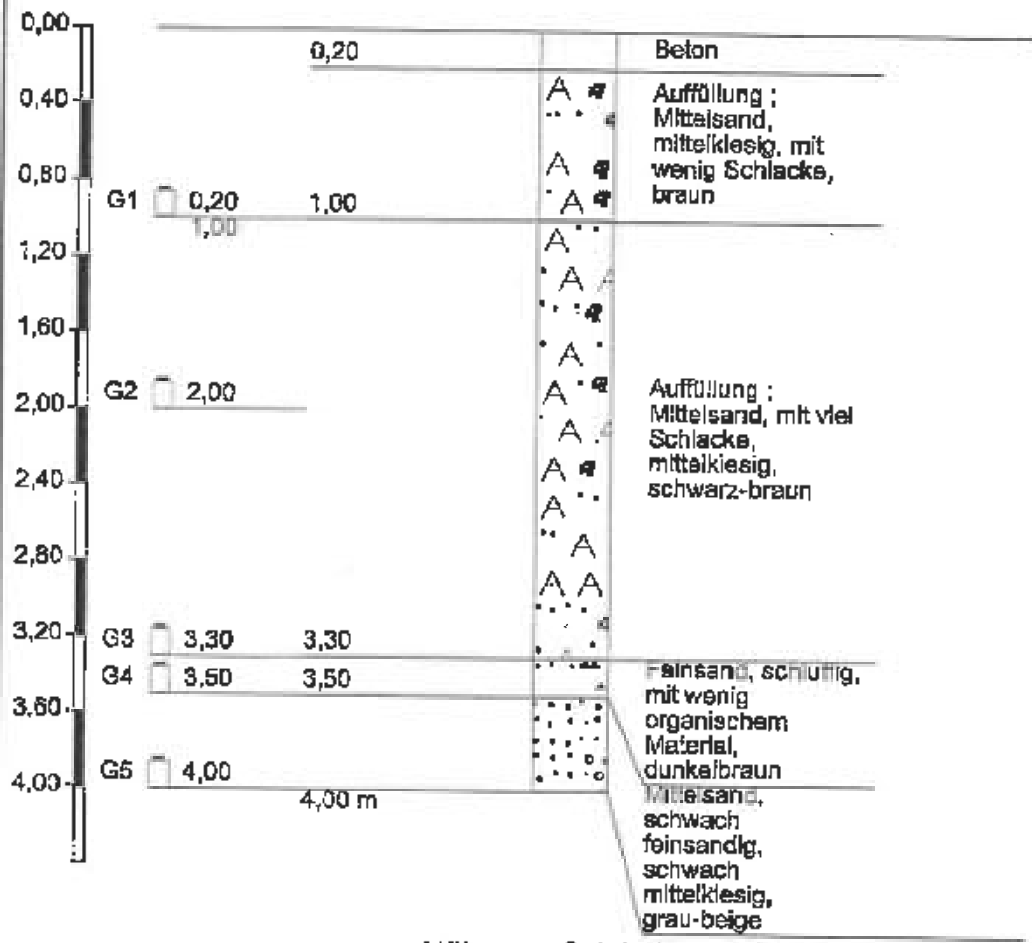 0,00
0,20
Beton
0,40
Auffüllung :
Mittelsand,
mittelkiesig, mit
wenig Schlacke,
braun
0,80
G1 0,20 1,00
1,00
1,20
1,60
G2 2,00
2,00
Auffüllung :
Mittelsand, mit viel
Schlacke,
mittelkiesig,
schwarz-braun
2,40
2,80
3,20
G3 3,30 3,30
G4 3,50 3,50
Feinsand, schluffig,
mit wenig
organischem
Material,
dunkelbraun
3,60
4,00
G5 4,00
4,00 m
Mittelsand,
schwach
feinsandig,
schwach
mittelkiesig,
grau-beige